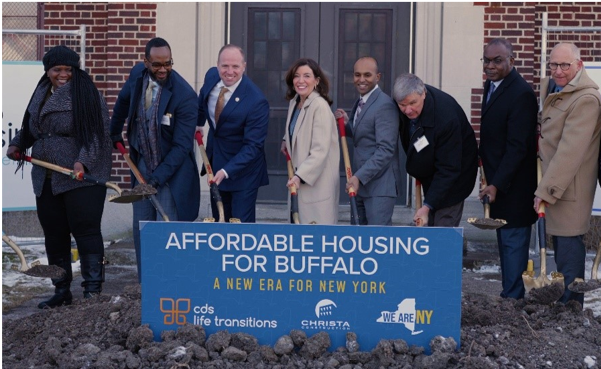 AFFORDABLE HOUSING
FOR BUFFALO
A NEW ERA FOR NEW YORK
cds
life transitions
CHRISTA
CONSTRUCTION
WE ARE NY